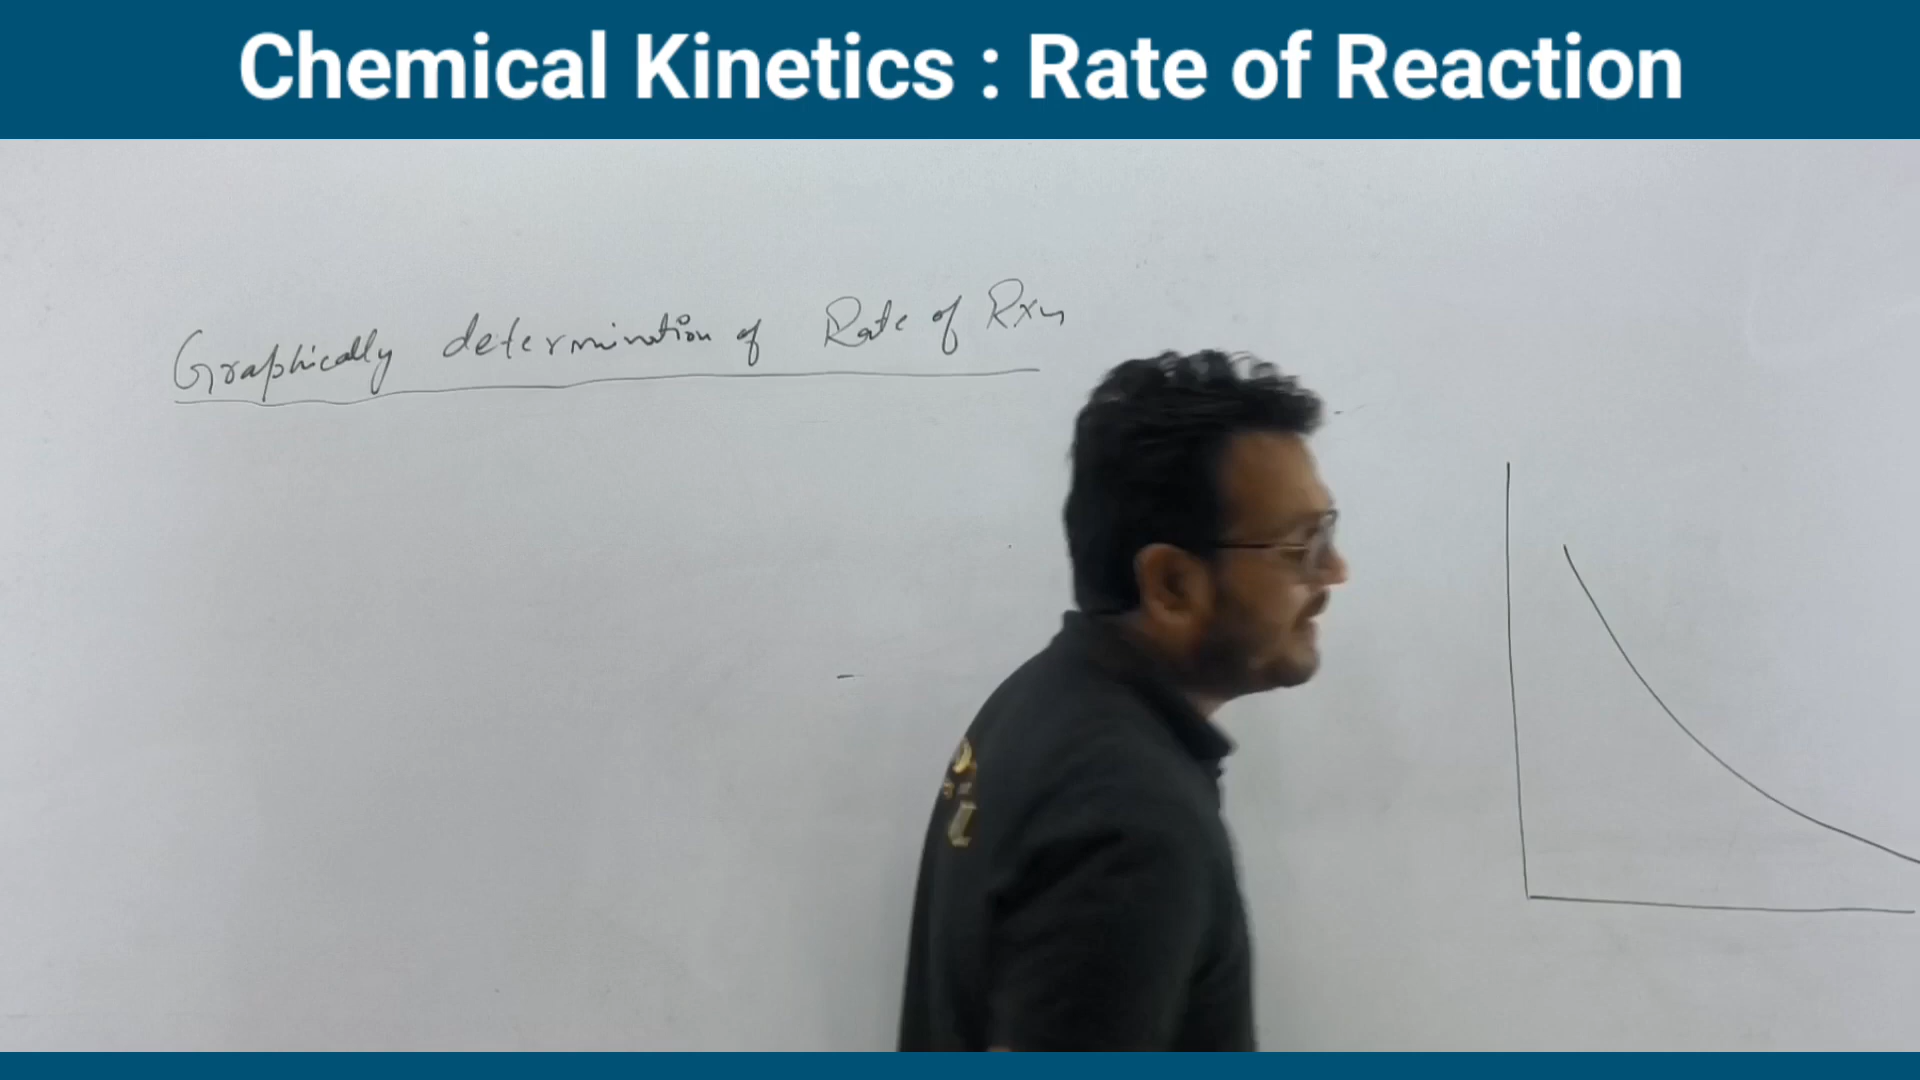 Chemical Kinetics : Rate of Reaction
Graphically determination of Rate of Rxn